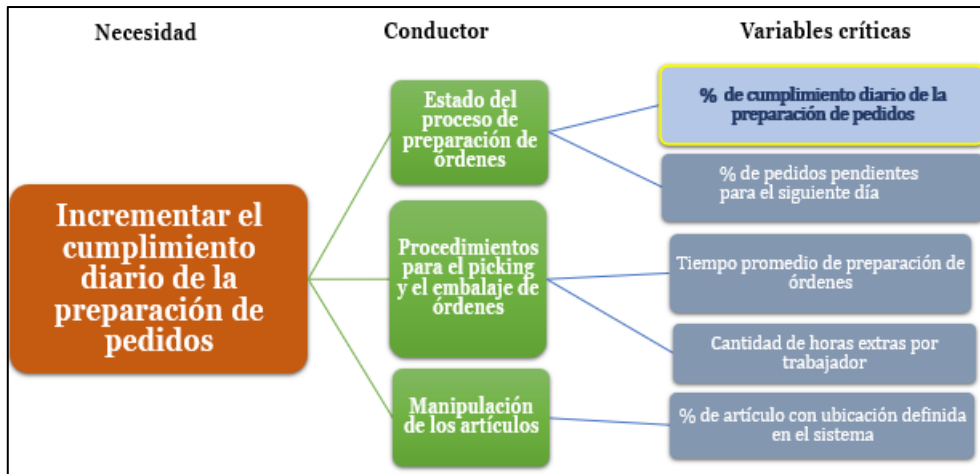 Necesidad
Conductor
Variables críticas
Incrementar el
cumplimiento
diario de la
preparación de
pedidos
Estado del
proceso de
preparación de
órdenes
Procedimientos
para el picking
y el embalaje de
órdenes
Manipulación
de los artículos
% de cumplimiento diario de la
preparación de pedidos
% de pedidos pendientes
para el siguiente día
Tiempo promedio de preparación de
órdenes
Cantidad de horas extras por
trabajador
% de artículo con ubicación definida
en el sistema